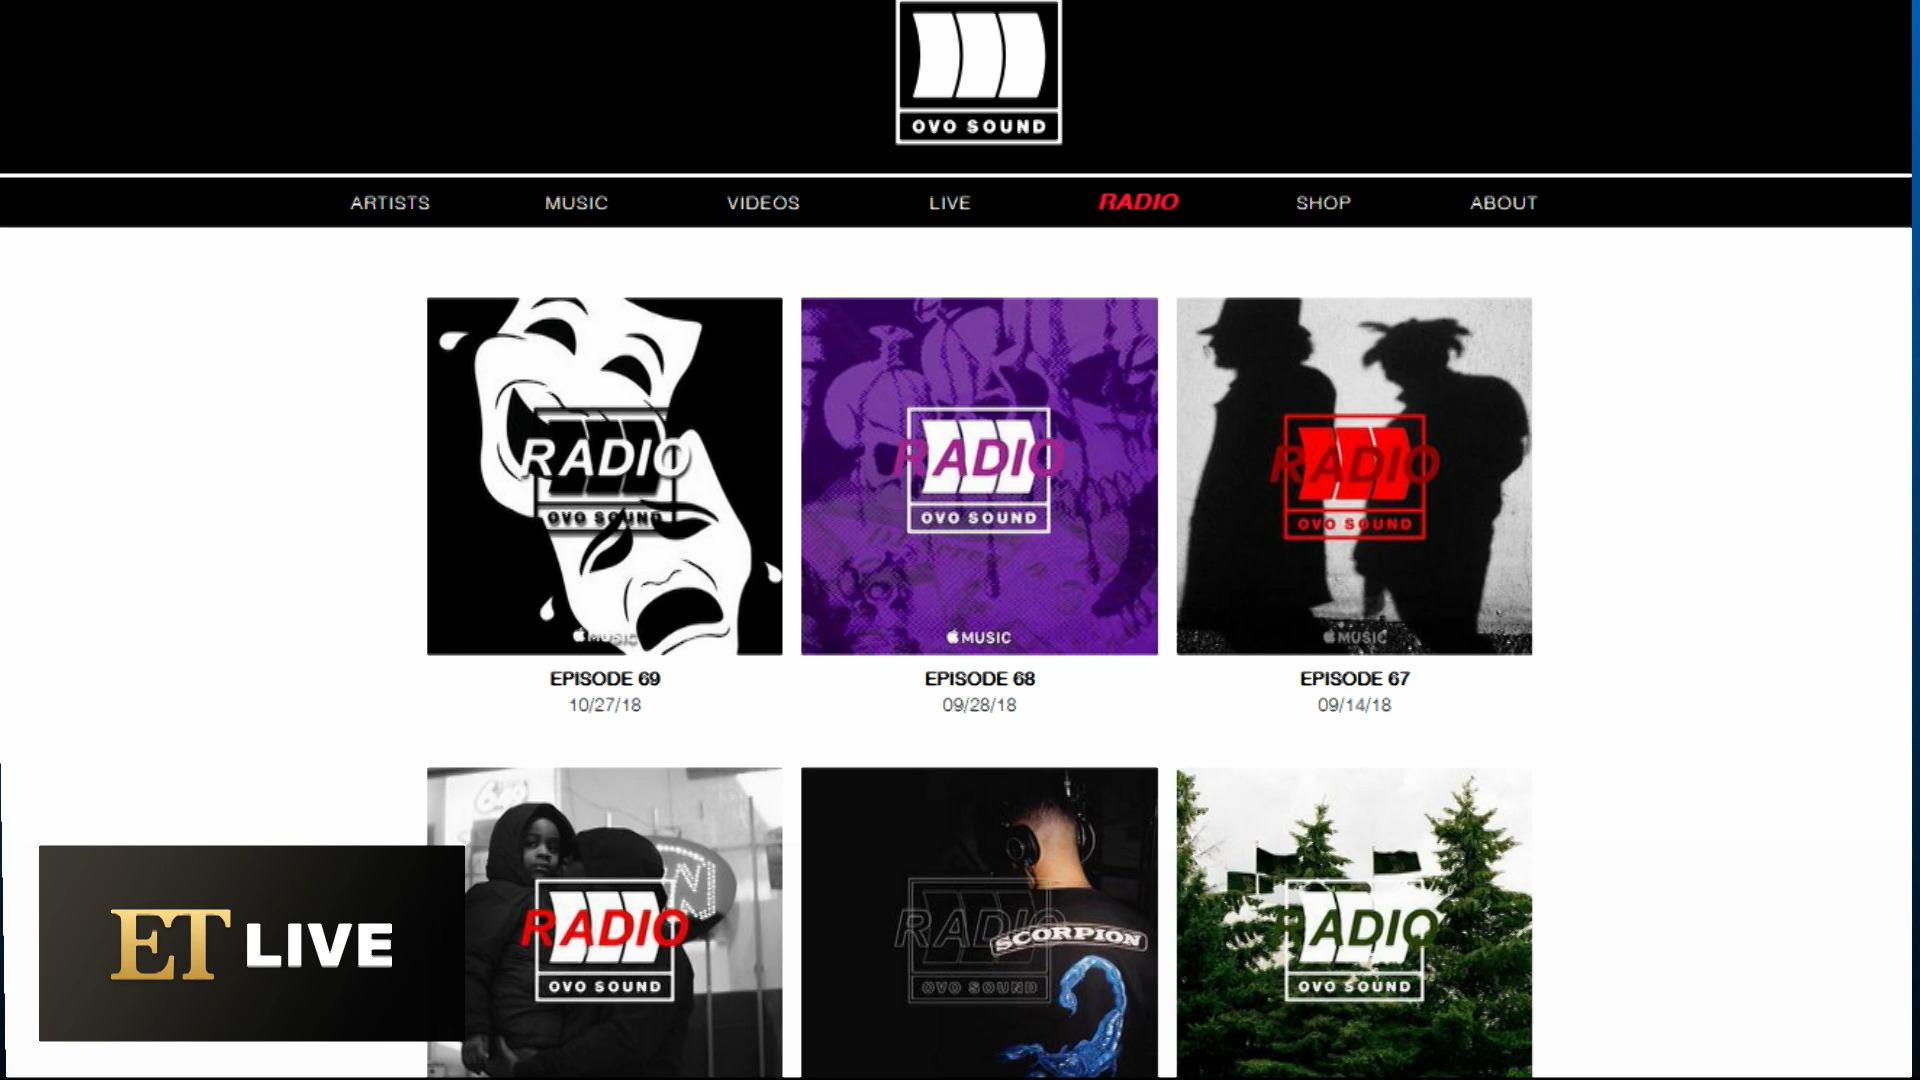 OVO SOUND
ARTISTS MUSIC VIDEOS LIVE RADIO SHOP ABOUT
RADIO
OVO SOUND
MUSIC
EPISODE 69
10/27/18
RADIO
OVO SOUND
MUSIC
EPISODE 68
09/28/18
RADIO
OVO SOUND
MUSIC
EPISODE 67
09/14/18
640
N
RADIO
OVO SOUND
RADIO
SCORPION
OVO SOUND
RADIO
OVO SOUND
ET LIVE